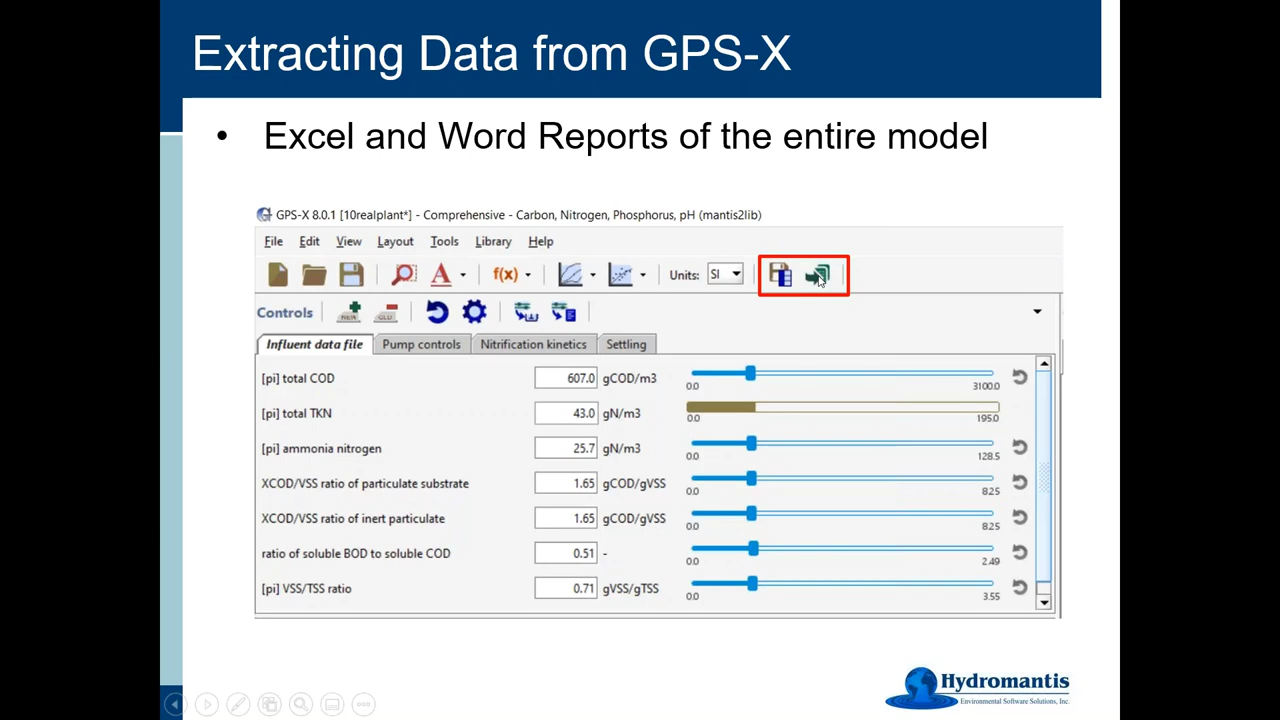 Extracting Data from GPS-X
• Excel and Word Reports of the entire model
GPS-X 8.0.1 [10realplant*] - Comprehensive - Carbon, Nitrogen, Phosphorus, pH (mantis2lib)
File Edit View Layout Tools Library Help
A f(x) Units: SI
Controls NEW
Influent data file Pump controls Nitrification kinetics Settling
[pi] total COD 607.0 gCOD/m3
0.0 3100.0
[pi] total TKN 43.0 gN/m3
0.0 195.0
[pi] ammonia nitrogen 25.7 gN/m3
0.0 128.5
XCOD/VSS ratio of particulate substrate 1.65 gCOD/gVSS
0.0 8.25
XCOD/VSS ratio of inert particulate 1.65 gCOD/gVSS
0.0 8.25
ratio of soluble BOD to soluble COD 0.51 -
0.0 2.49
[pi] VSS/TSS ratio 0.71 gVSS/gTSS
0.0 3.55
Hydromantis
Environmental Software Solutions, Inc.